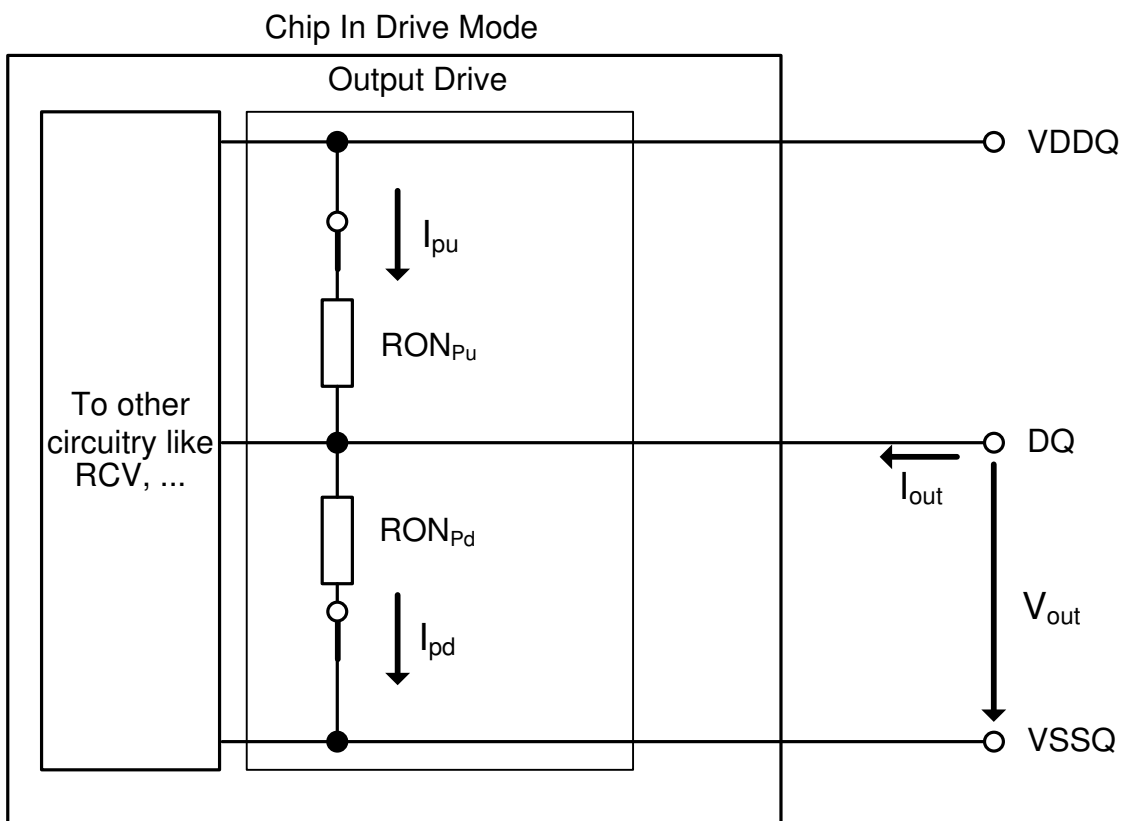 Chip In Drive Mode
Output Drive
VDDQ
Ipu
RONPu
To other
circuitry like
RCV, ...
DQ
Iout
RONPd
Vout
Ipd
VSSQ